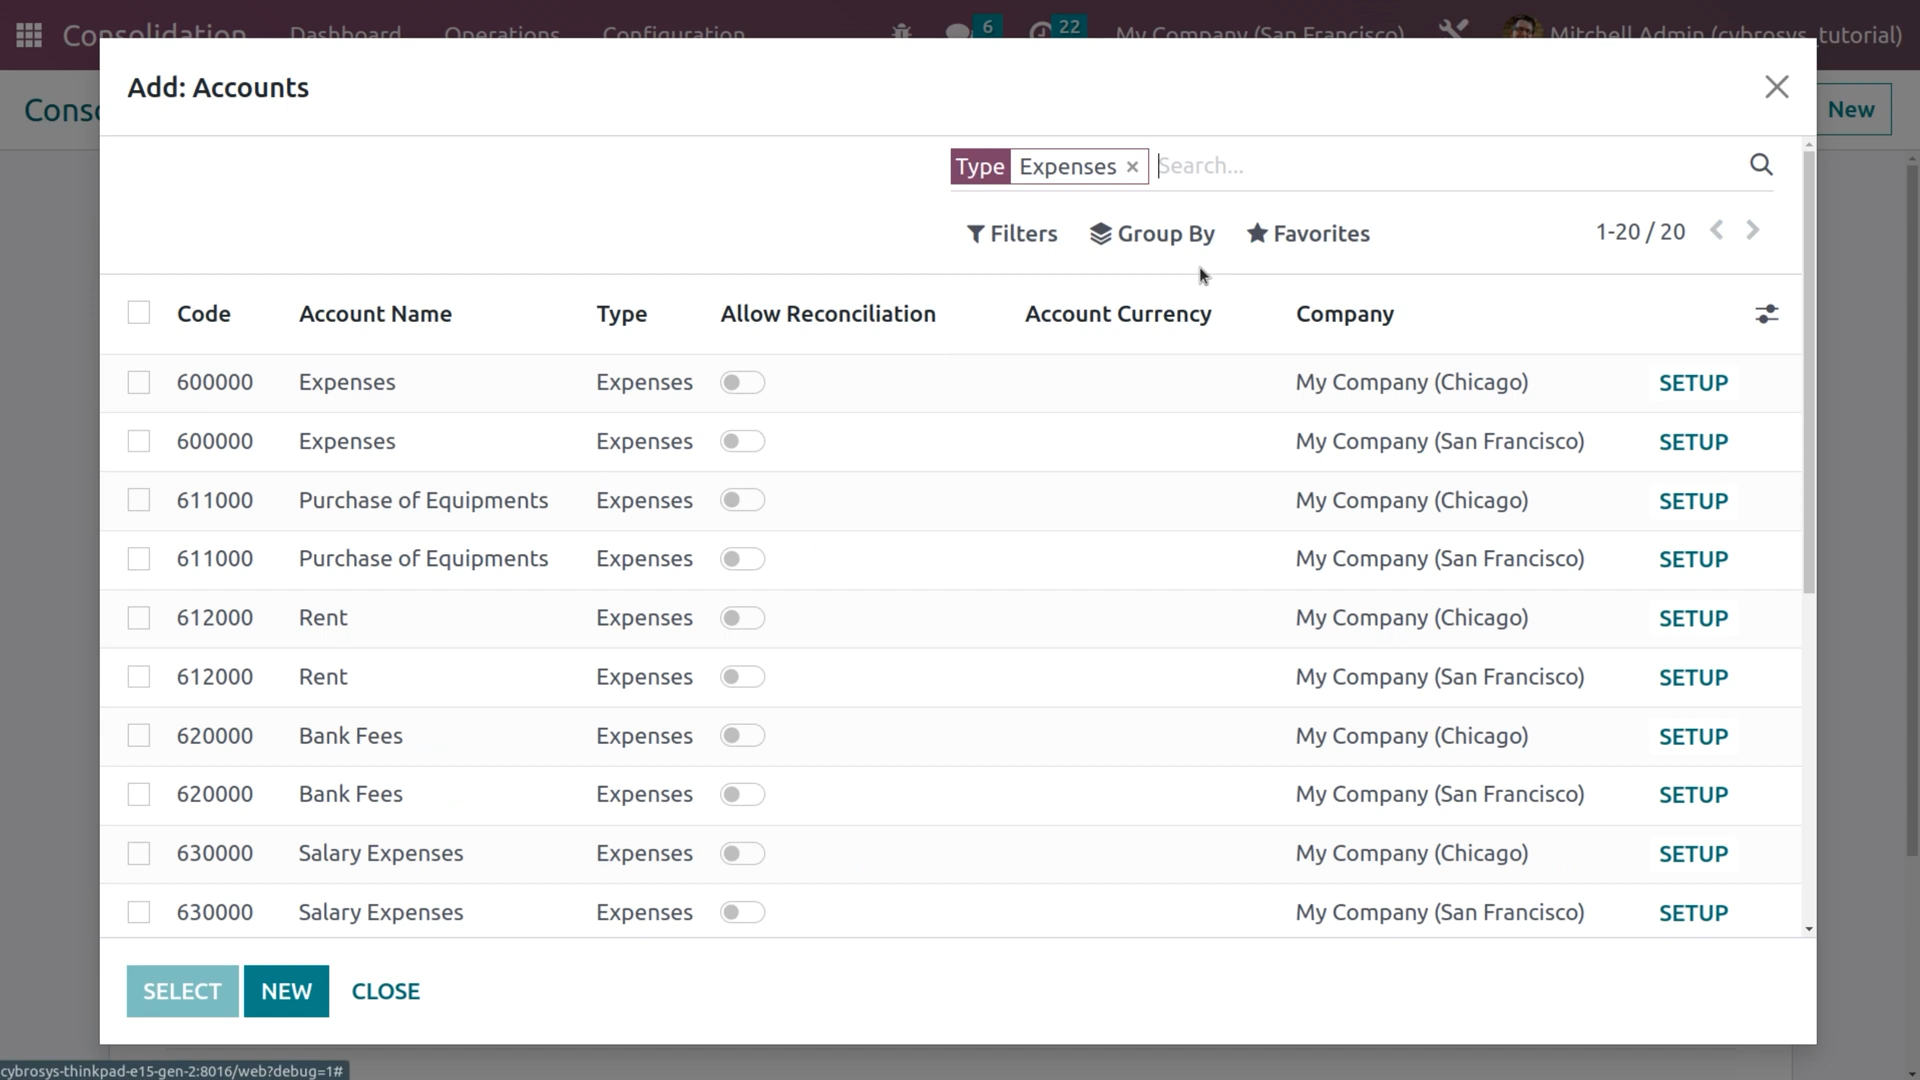 Consolidation Dashboard Operations Configuration 6 22 My Company (San Francisco) Mitchell Admin (cybrosys_tutorial)
New
Add: Accounts
Type Expenses × Search...
Filters Group By Favorites 1-20 / 20
Code Account Name Type Allow Reconciliation Account Currency Company
600000 Expenses Expenses My Company (Chicago) SETUP
600000 Expenses Expenses My Company (San Francisco) SETUP
611000 Purchase of Equipments Expenses My Company (Chicago) SETUP
611000 Purchase of Equipments Expenses My Company (San Francisco) SETUP
612000 Rent Expenses My Company (Chicago) SETUP
612000 Rent Expenses My Company (San Francisco) SETUP
620000 Bank Fees Expenses My Company (Chicago) SETUP
620000 Bank Fees Expenses My Company (San Francisco) SETUP
630000 Salary Expenses Expenses My Company (Chicago) SETUP
630000 Salary Expenses Expenses My Company (San Francisco) SETUP
SELECT NEW CLOSE
cybrosys-thinkpad-e15-gen-2:8016/web?debug=1#